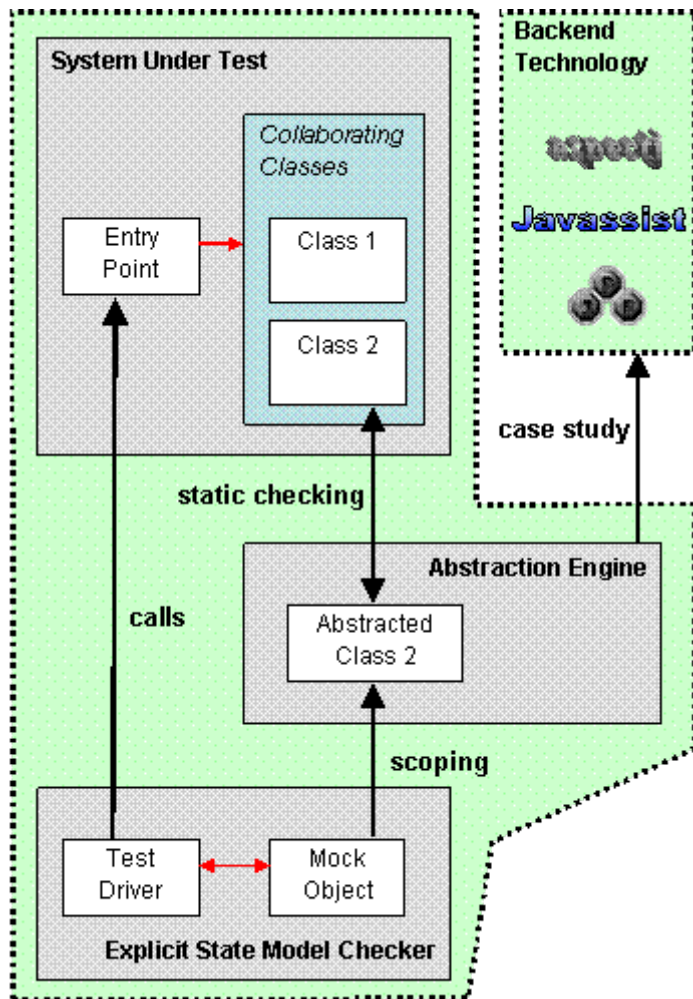 System Under Test
Collaborating
Classes
Entry
Point
Class 1
Class 2
Backend
Technology
aspectj
Javassist
J P F
case study
static checking
Abstraction Engine
Abstracted
Class 2
calls
scoping
Test
Driver
Mock
Object
Explicit State Model Checker